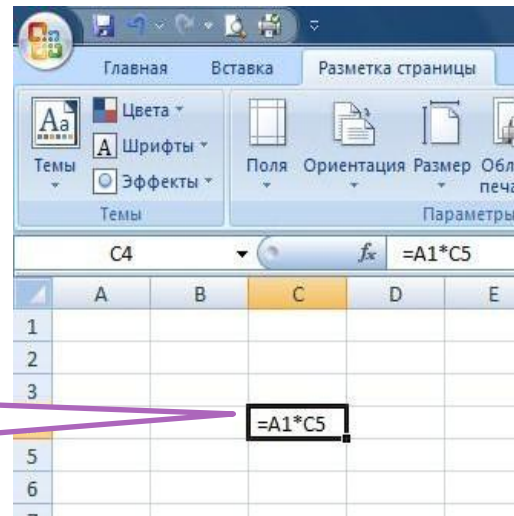 Главная Вставка Разметка страницы
Aa Цвета
A Шрифты
Эффекты
Темы Поля Ориентация Размер
Темы
C4 fx =A1*C5
A B C D E
1
2
3
=A1*C5
5
6